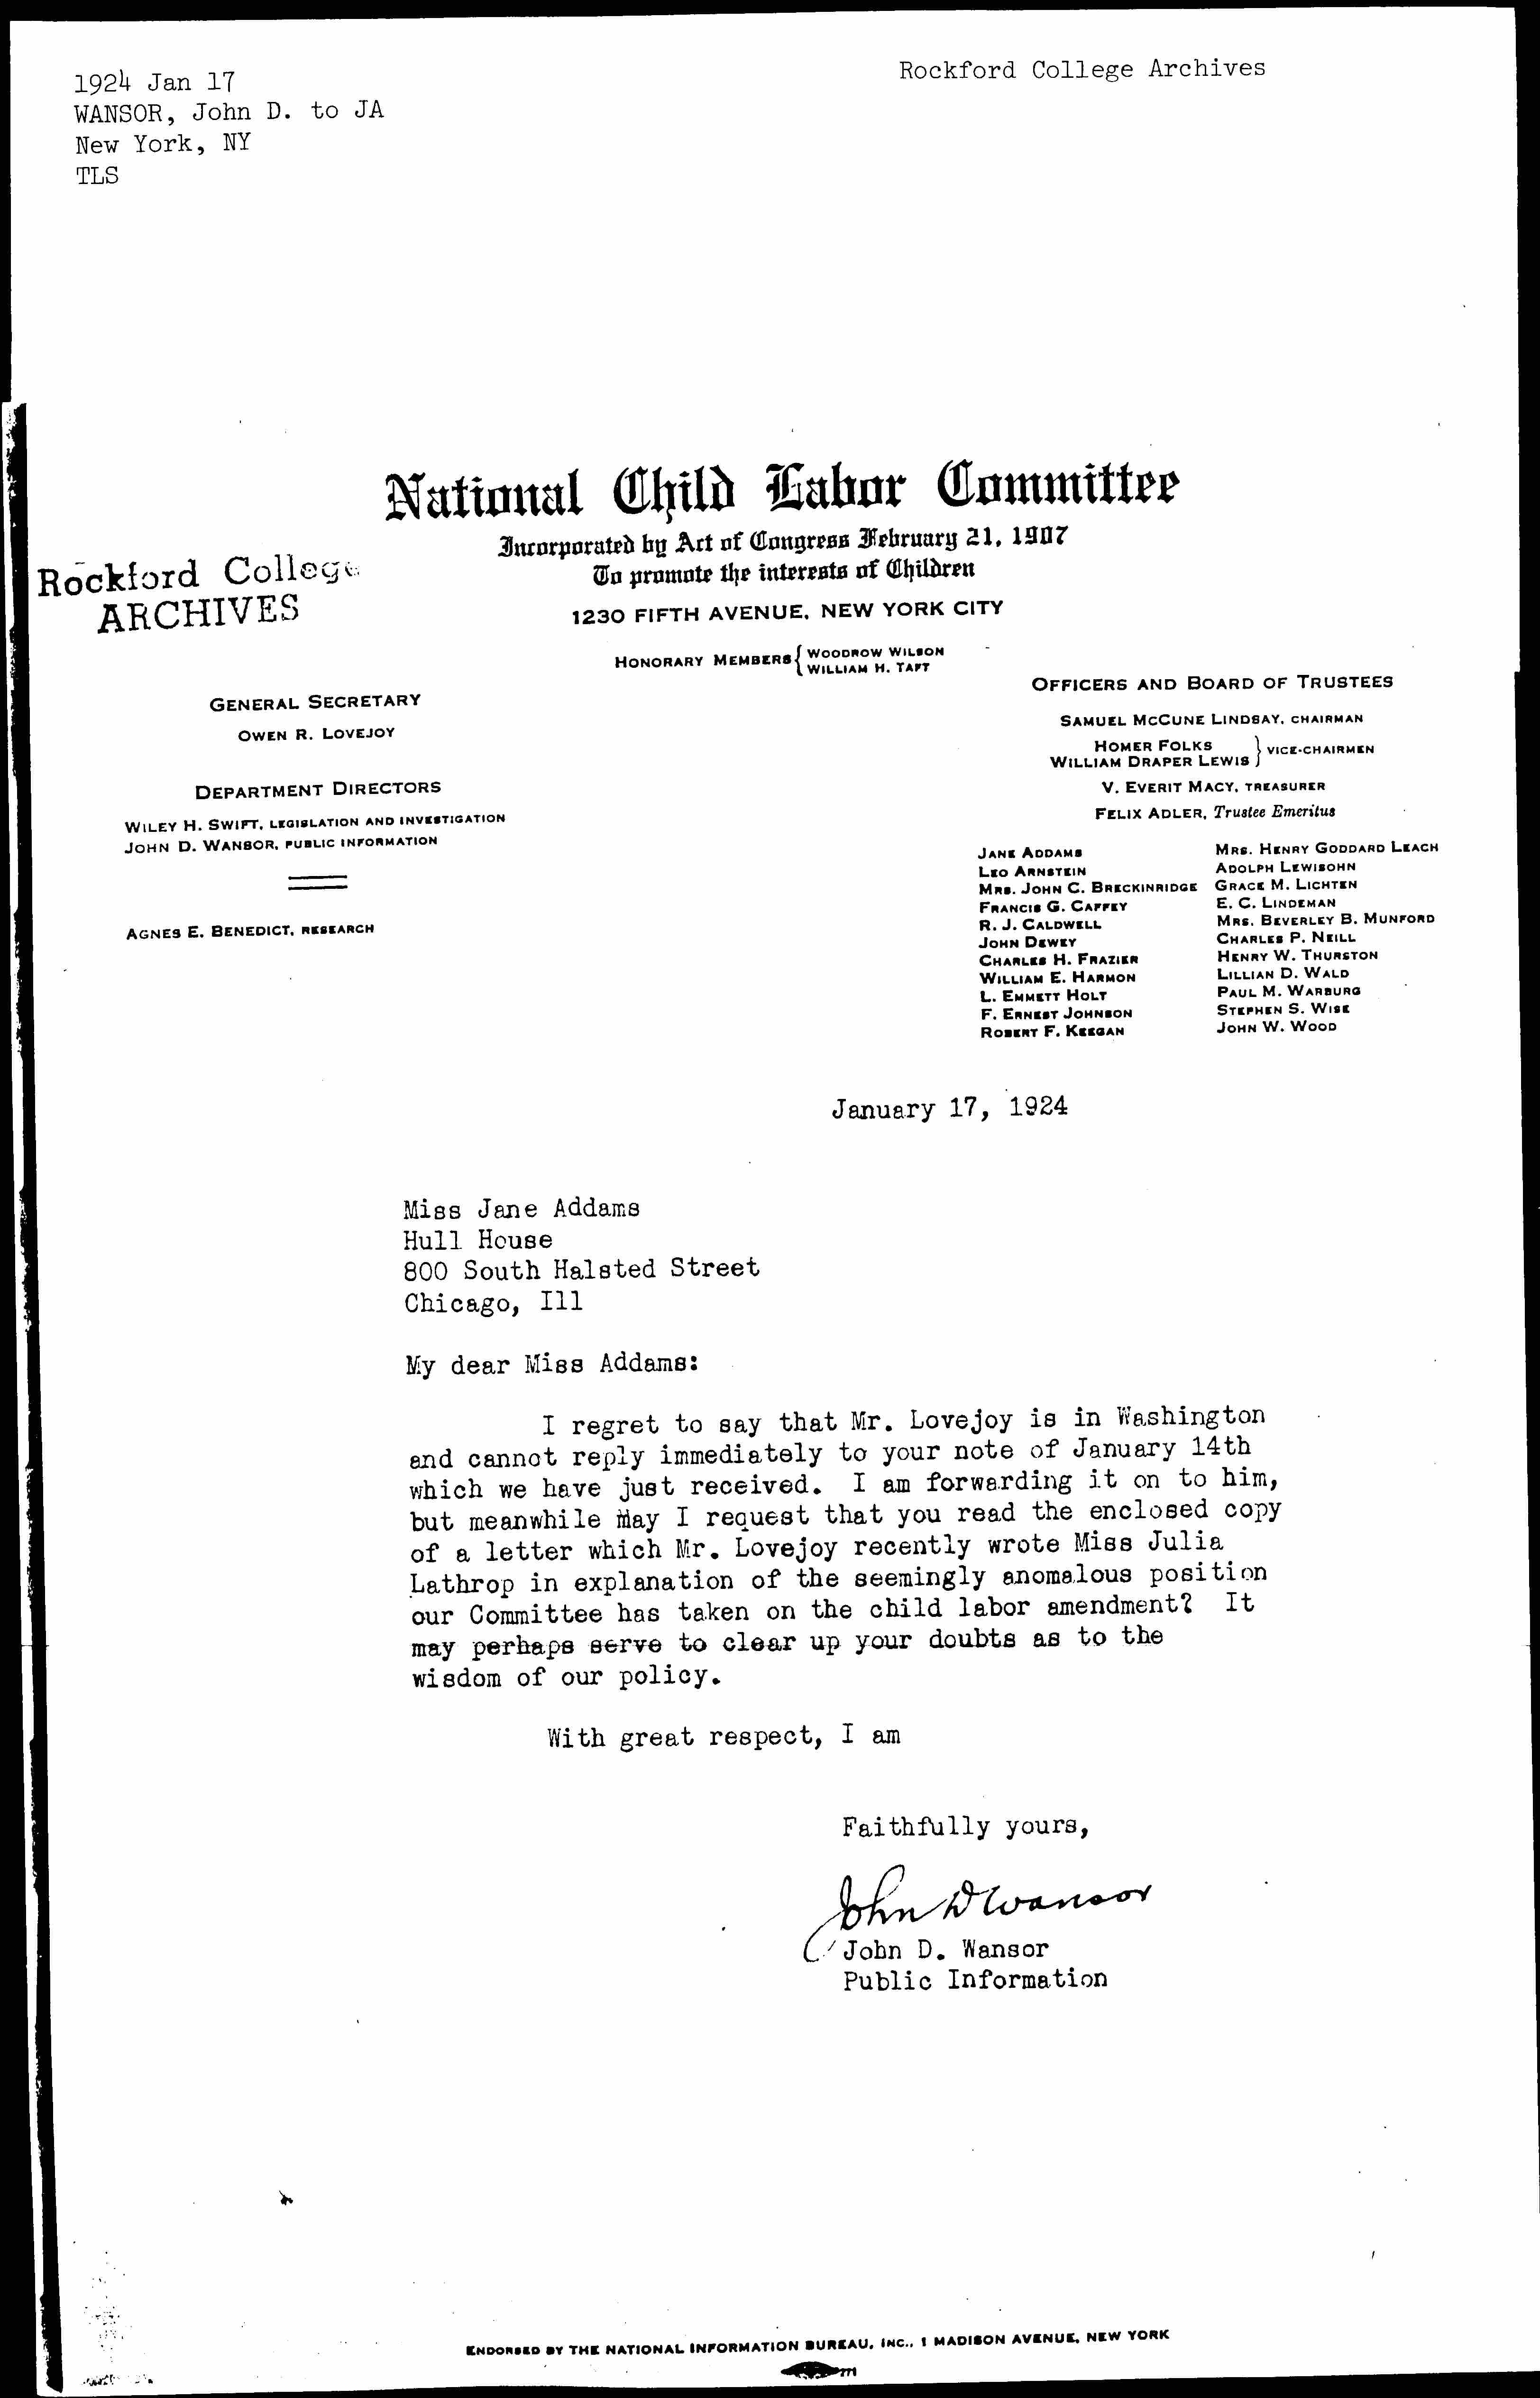 1924 Jan 17
WANSOR, John D. to JA
New York, NY
TLS
Rockford College Archives
National Child Labor Committee
Incorporated by Act of Congress February 21, 1907
To promote the interests of Children
1230 FIFTH AVENUE, NEW YORK CITY
Rockford College
ARCHIVES
HONORARY MEMBERS { WOODROW WILSON
WILLIAM H. TAFT
GENERAL SECRETARY
OWEN R. LOVEJOY
DEPARTMENT DIRECTORS
WILEY H. SWIFT, LEGISLATION AND INVESTIGATION
JOHN D. WANSOR, PUBLIC INFORMATION
AGNES E. BENEDICT, RESEARCH
OFFICERS AND BOARD OF TRUSTEES
SAMUEL MCCUNE LINDSAY, CHAIRMAN
HOMER FOLKS
WILLIAM DRAPER LEWIS } VICE-CHAIRMEN
V. EVERIT MACY, TREASURER
FELIX ADLER, Trustee Emeritus
JANE ADDAMS
LEO ARNSTEIN
MRS. JOHN C. BRECKINRIDGE
FRANCIS G. CAFFEY
R. J. CALDWELL
JOHN DEWEY
CHARLES H. FRAZIER
WILLIAM E. HARMON
L. EMMETT HOLT
F. ERNEST JOHNSON
ROBERT F. KEEGAN
MRS. HENRY GODDARD LEACH
ADOLPH LEWISOHN
GRACE M. LICHTEN
E. C. LINDEMAN
MRS. BEVERLEY B. MUNFORD
CHARLES P. NEILL
HENRY W. THURSTON
LILLIAN D. WALD
PAUL M. WARBURG
STEPHEN S. WISE
JOHN W. WOOD
January 17, 1924
Miss Jane Addams
Hull House
800 South Halsted Street
Chicago, Ill
My dear Miss Addams:
I regret to say that Mr. Lovejoy is in Washington
and cannot reply immediately to your note of January 14th
which we have just received. I am forwarding it on to him,
but meanwhile may I request that you read the enclosed copy
of a letter which Mr. Lovejoy recently wrote Miss Julia
Lathrop in explanation of the seemingly anomalous position
our Committee has taken on the child labor amendment? It
may perhaps serve to clear up your doubts as to the
wisdom of our policy.
With great respect, I am
Faithfully yours,
John D Wansor
John D. Wansor
Public Information
ENDORSED BY THE NATIONAL INFORMATION BUREAU, INC., 1 MADISON AVENUE, NEW YORK